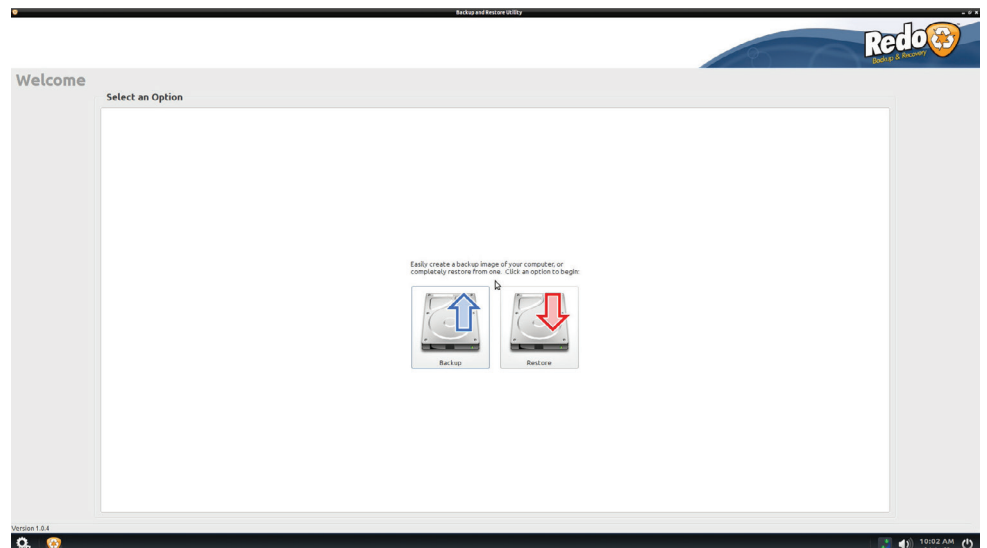 Backup and Restore Utility
Redo
Backup & Recovery
Welcome
Select an Option
Easily create a backup image of your computer, or
completely restore from one. Click an option to begin:
Backup
Restore
Version 1.0.4
10:02 AM